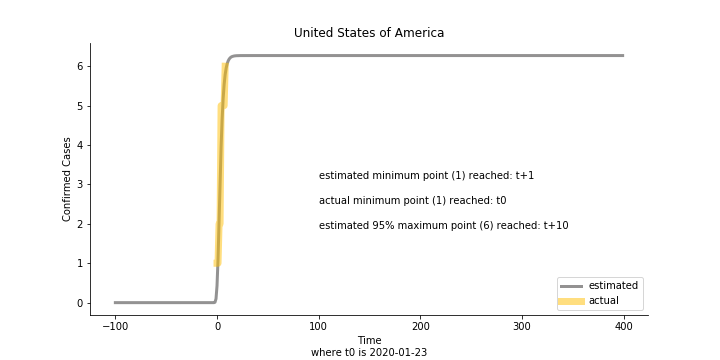 United States of America
6
5
4
3
2
1
0
Confirmed Cases
estimated minimum point (1) reached: t+1
actual minimum point (1) reached: t0
estimated 95% maximum point (6) reached: t+10
estimated
actual
−100
0
100
200
300
400
Time
where t0 is 2020-01-23